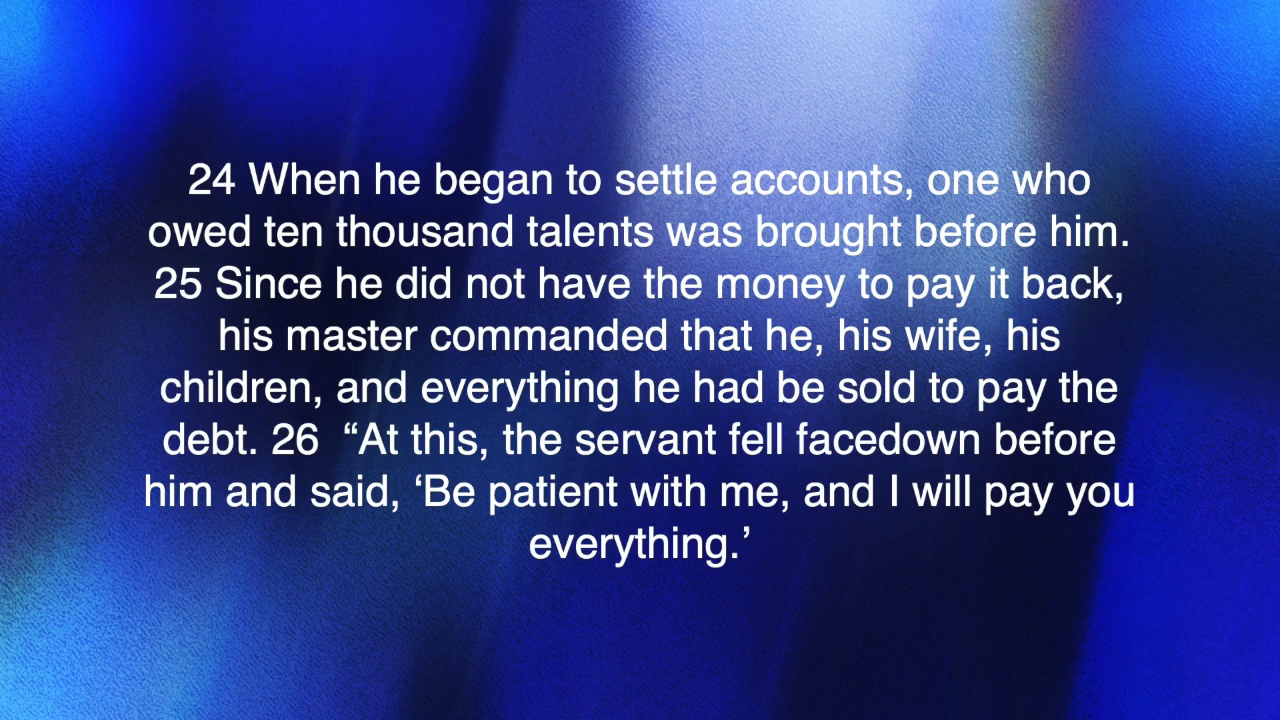 24 When he began to settle accounts, one who
owed ten thousand talents was brought before him.
25 Since he did not have the money to pay it back,
his master commanded that he, his wife, his
children, and everything he had be sold to pay the
debt. 26  “At this, the servant fell facedown before
him and said, ‘Be patient with me, and I will pay you
everything.’